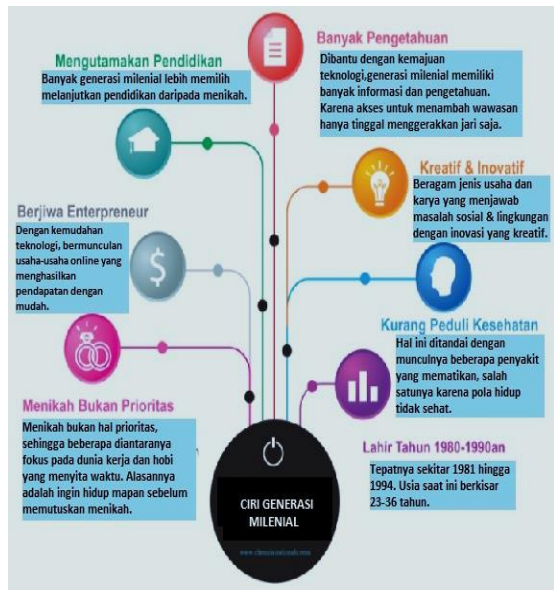 Banyak Pengetahuan
Dibantu dengan kemajuan
teknologi,generasi milenial memiliki
banyak informasi dan pengetahuan.
Karena akses untuk menambah wawasan
hanya tinggal menggerakkan jari saja.
Mengutamakan Pendidikan
Banyak generasi milenial lebih memilih
melanjutkan pendidikan daripada menikah.
Kreatif & Inovatif
Beragam jenis usaha dan
karya yang menjawab
masalah sosial & lingkungan
dengan inovasi yang kreatif.
Berjiwa Enterpreneur
Dengan kemudahan
teknologi, bermunculan
usaha-usaha online yang
menghasilkan
pendapatan dengan
mudah.
$
Kurang Peduli Kesehatan
Hal ini ditandai dengan
munculnya beberapa penyakit
yang mematikan, salah
satunya karena pola hidup
tidak sehat.
Menikah Bukan Prioritas
Menikah bukan hal prioritas,
sehingga beberapa diantaranya
fokus pada dunia kerja dan hobi
yang menyita waktu. Alasannya
adalah ingin hidup mapan sebelum
memutuskan menikah.
Lahir Tahun 1980-1990an
Tepatnya sekitar 1981 hingga
1994. Usia saat ini berkisar
23-36 tahun.
CIRI GENERASI
MILENIAL